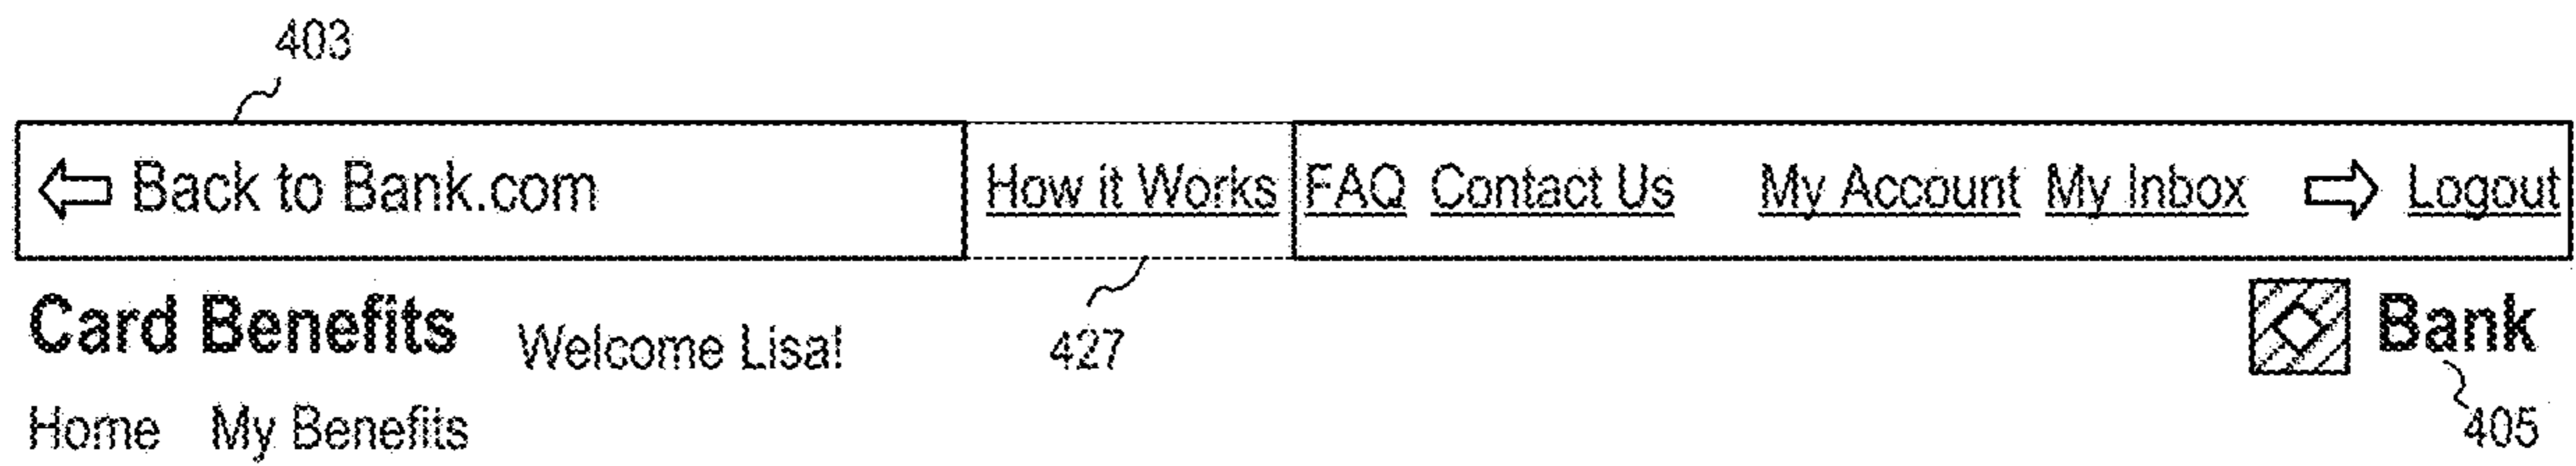 403
Back to Bank.com How it Works FAQ Contact Us My Account My Inbox Logout
Card Benefits Welcome Lisa! 427 Bank
Home My Benefits 405